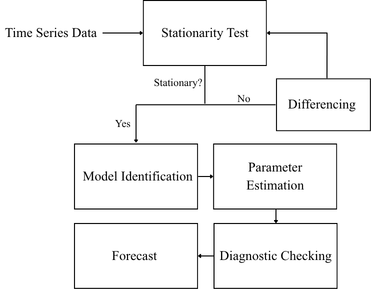 Time Series Data
Stationarity Test
Stationary?
No
Differencing
Yes
Model Identification
Parameter
Estimation
Forecast
Diagnostic Checking